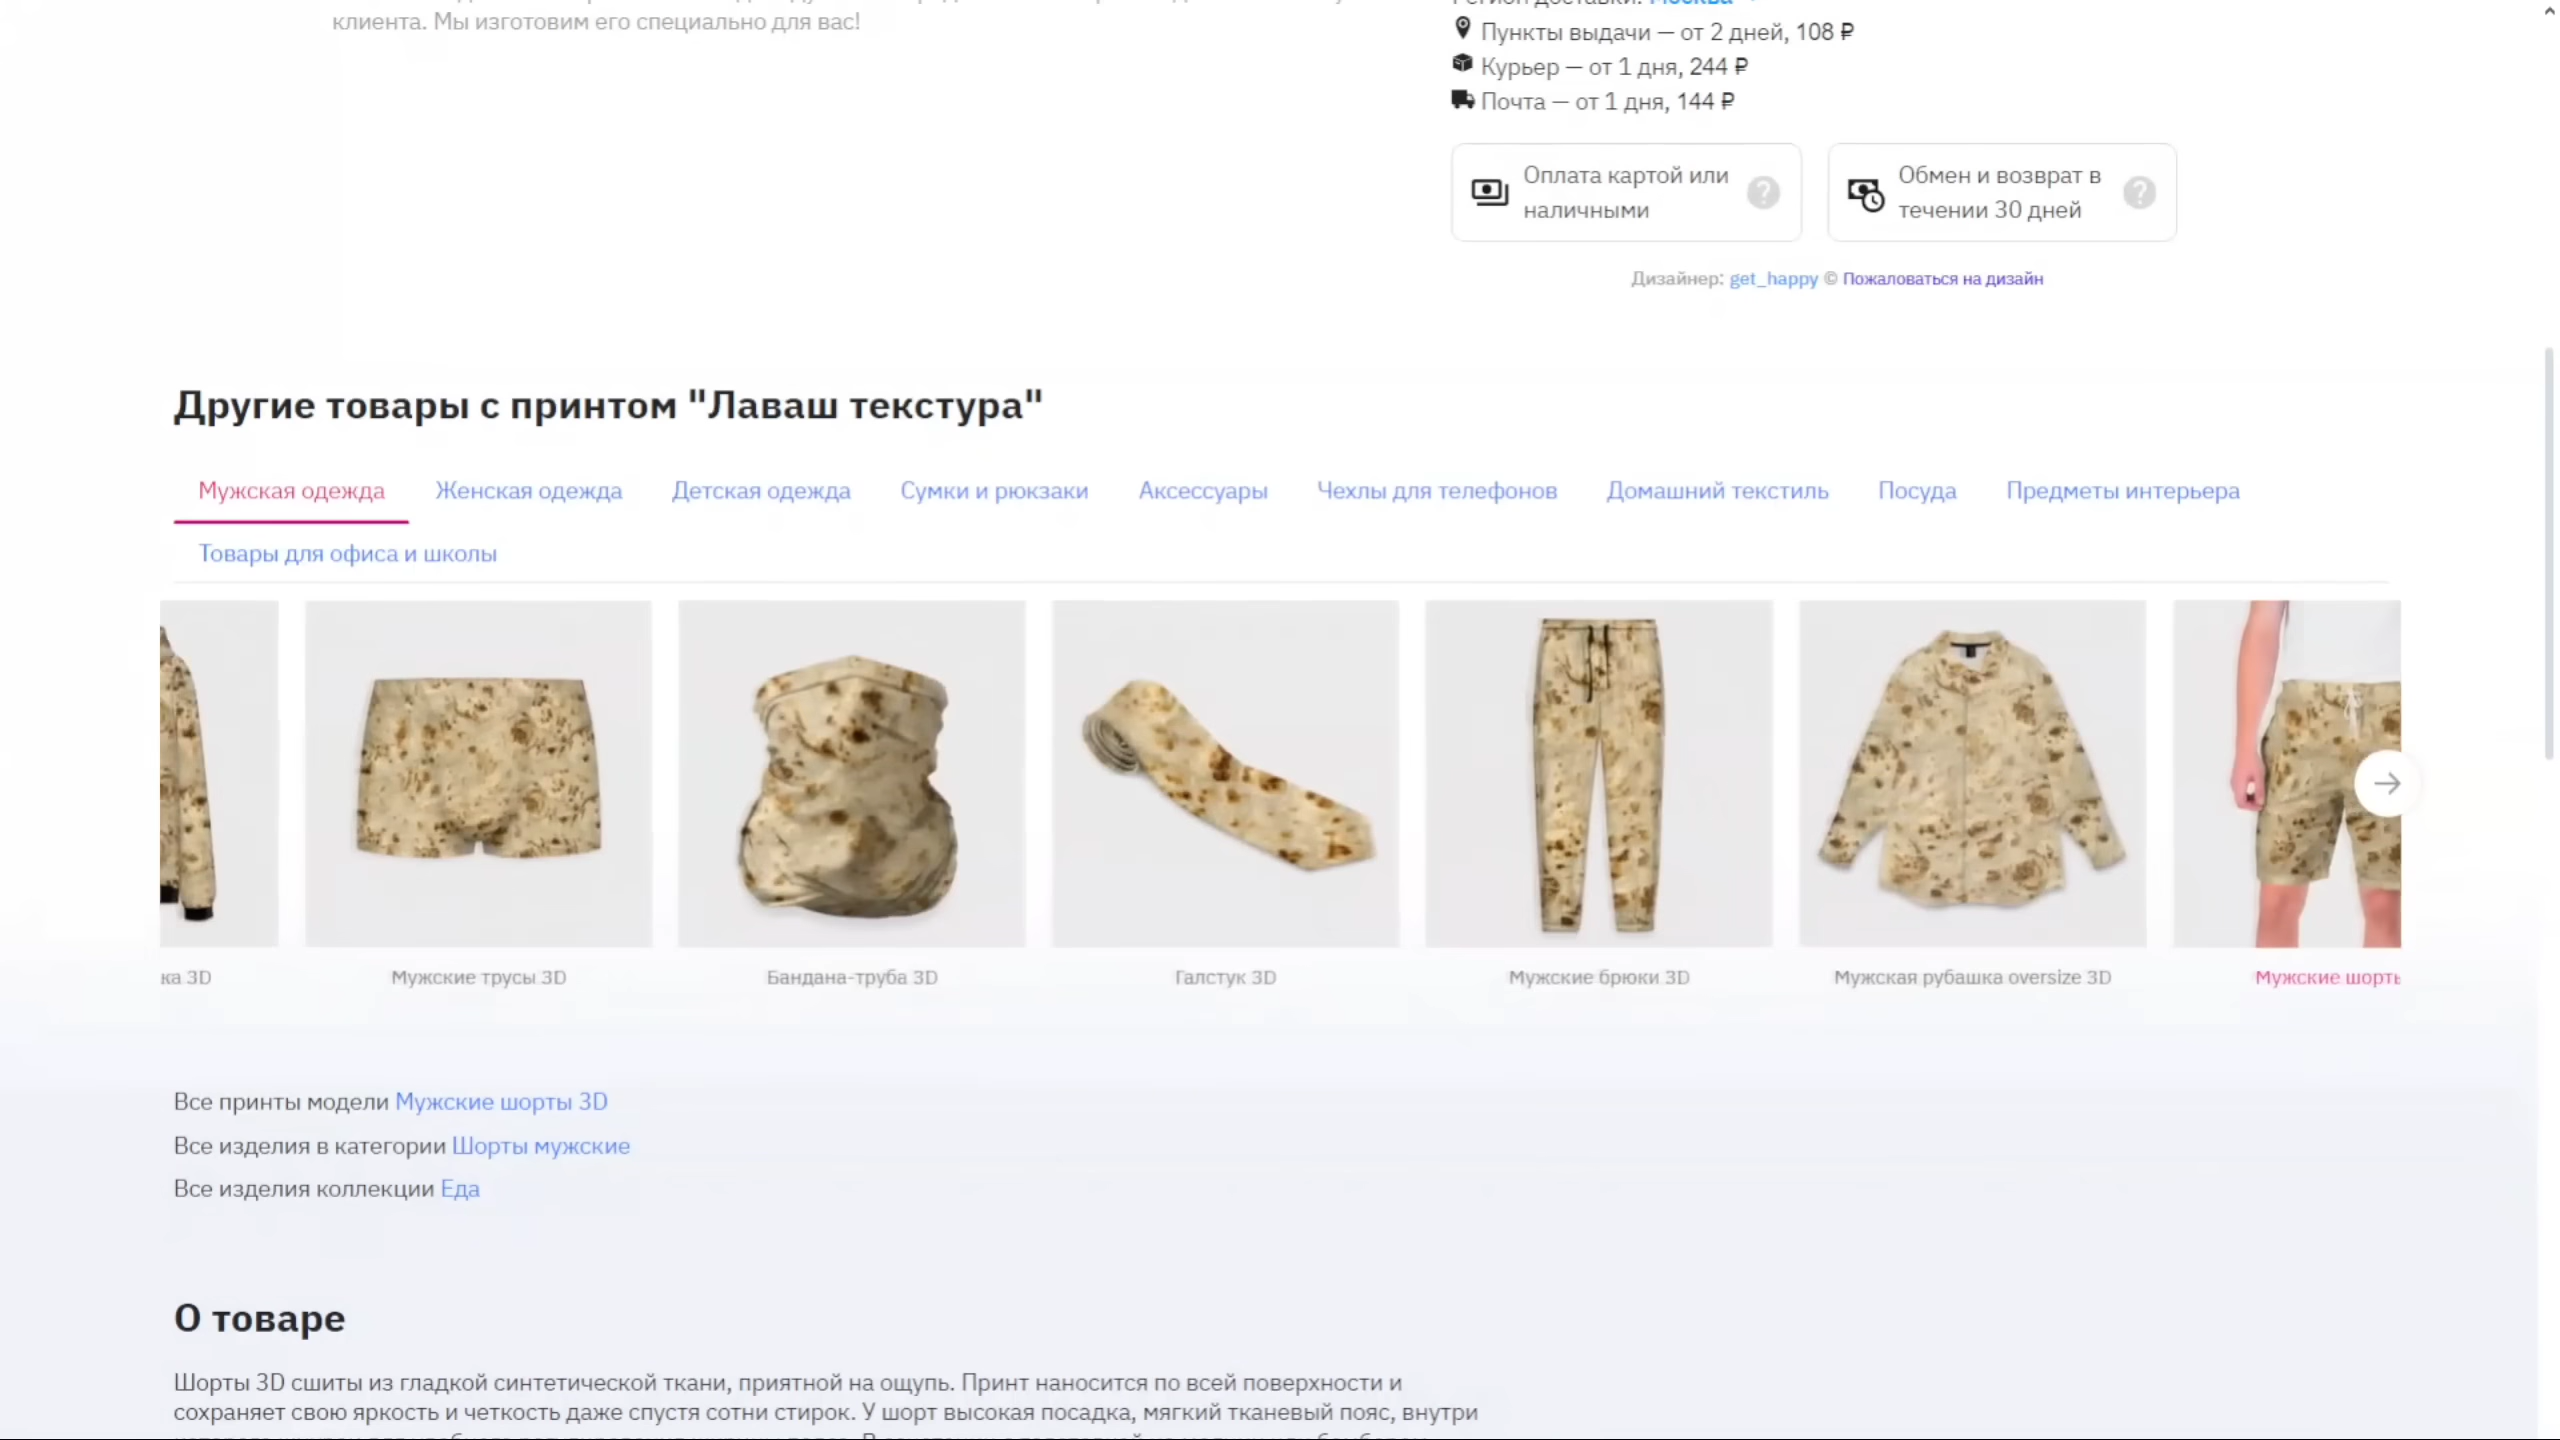 клиента. Мы изготовим его специально для вас!
Регион доставки: Москва
Пункты выдачи — от 2 дней, 108 ₽
Курьер — от 1 дня, 244 ₽
Почта — от 1 дня, 144 ₽
Оплата картой или
наличными
?
Обмен и возврат в
течении 30 дней
?
Дизайнер: get_happy © Пожаловаться на дизайн
Другие товары с принтом "Лаваш текстура"
Мужская одежда Женская одежда Детская одежда Сумки и рюкзаки Аксессуары Чехлы для телефонов Домашний текстиль Посуда Предметы интерьера
Товары для офиса и школы
ка 3D Мужские трусы 3D Бандана-труба 3D Галстук 3D Мужские брюки 3D Мужская рубашка oversize 3D Мужские шорты
Все принты модели Мужские шорты 3D
Все изделия в категории Шорты мужские
Все изделия коллекции Еда
О товаре
Шорты 3D сшиты из гладкой синтетической ткани, приятной на ощупь. Принт наносится по всей поверхности и
сохраняет свою яркость и четкость даже спустя сотни стирок. У шорт высокая посадка, мягкий тканевый пояс, внутри